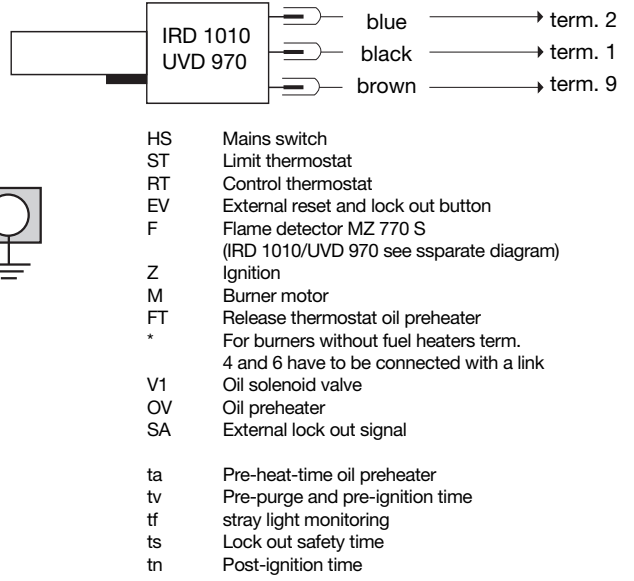 blue term. 2
IRD 1010
UVD 970
black term. 1
brown term. 9
HS Mains switch
ST Limit thermostat
RT Control thermostat
EV External reset and lock out button
F Flame detector MZ 770 S
(IRD 1010/UVD 970 see ssparate diagram)
Z Ignition
M Burner motor
FT Release thermostat oil preheater
* For burners without fuel heaters term.
4 and 6 have to be connected with a link
V1 Oil solenoid valve
OV Oil preheater
SA External lock out signal
ta Pre-heat-time oil preheater
tv Pre-purge and pre-ignition time
tf stray light monitoring
ts Lock out safety time
tn Post-ignition time